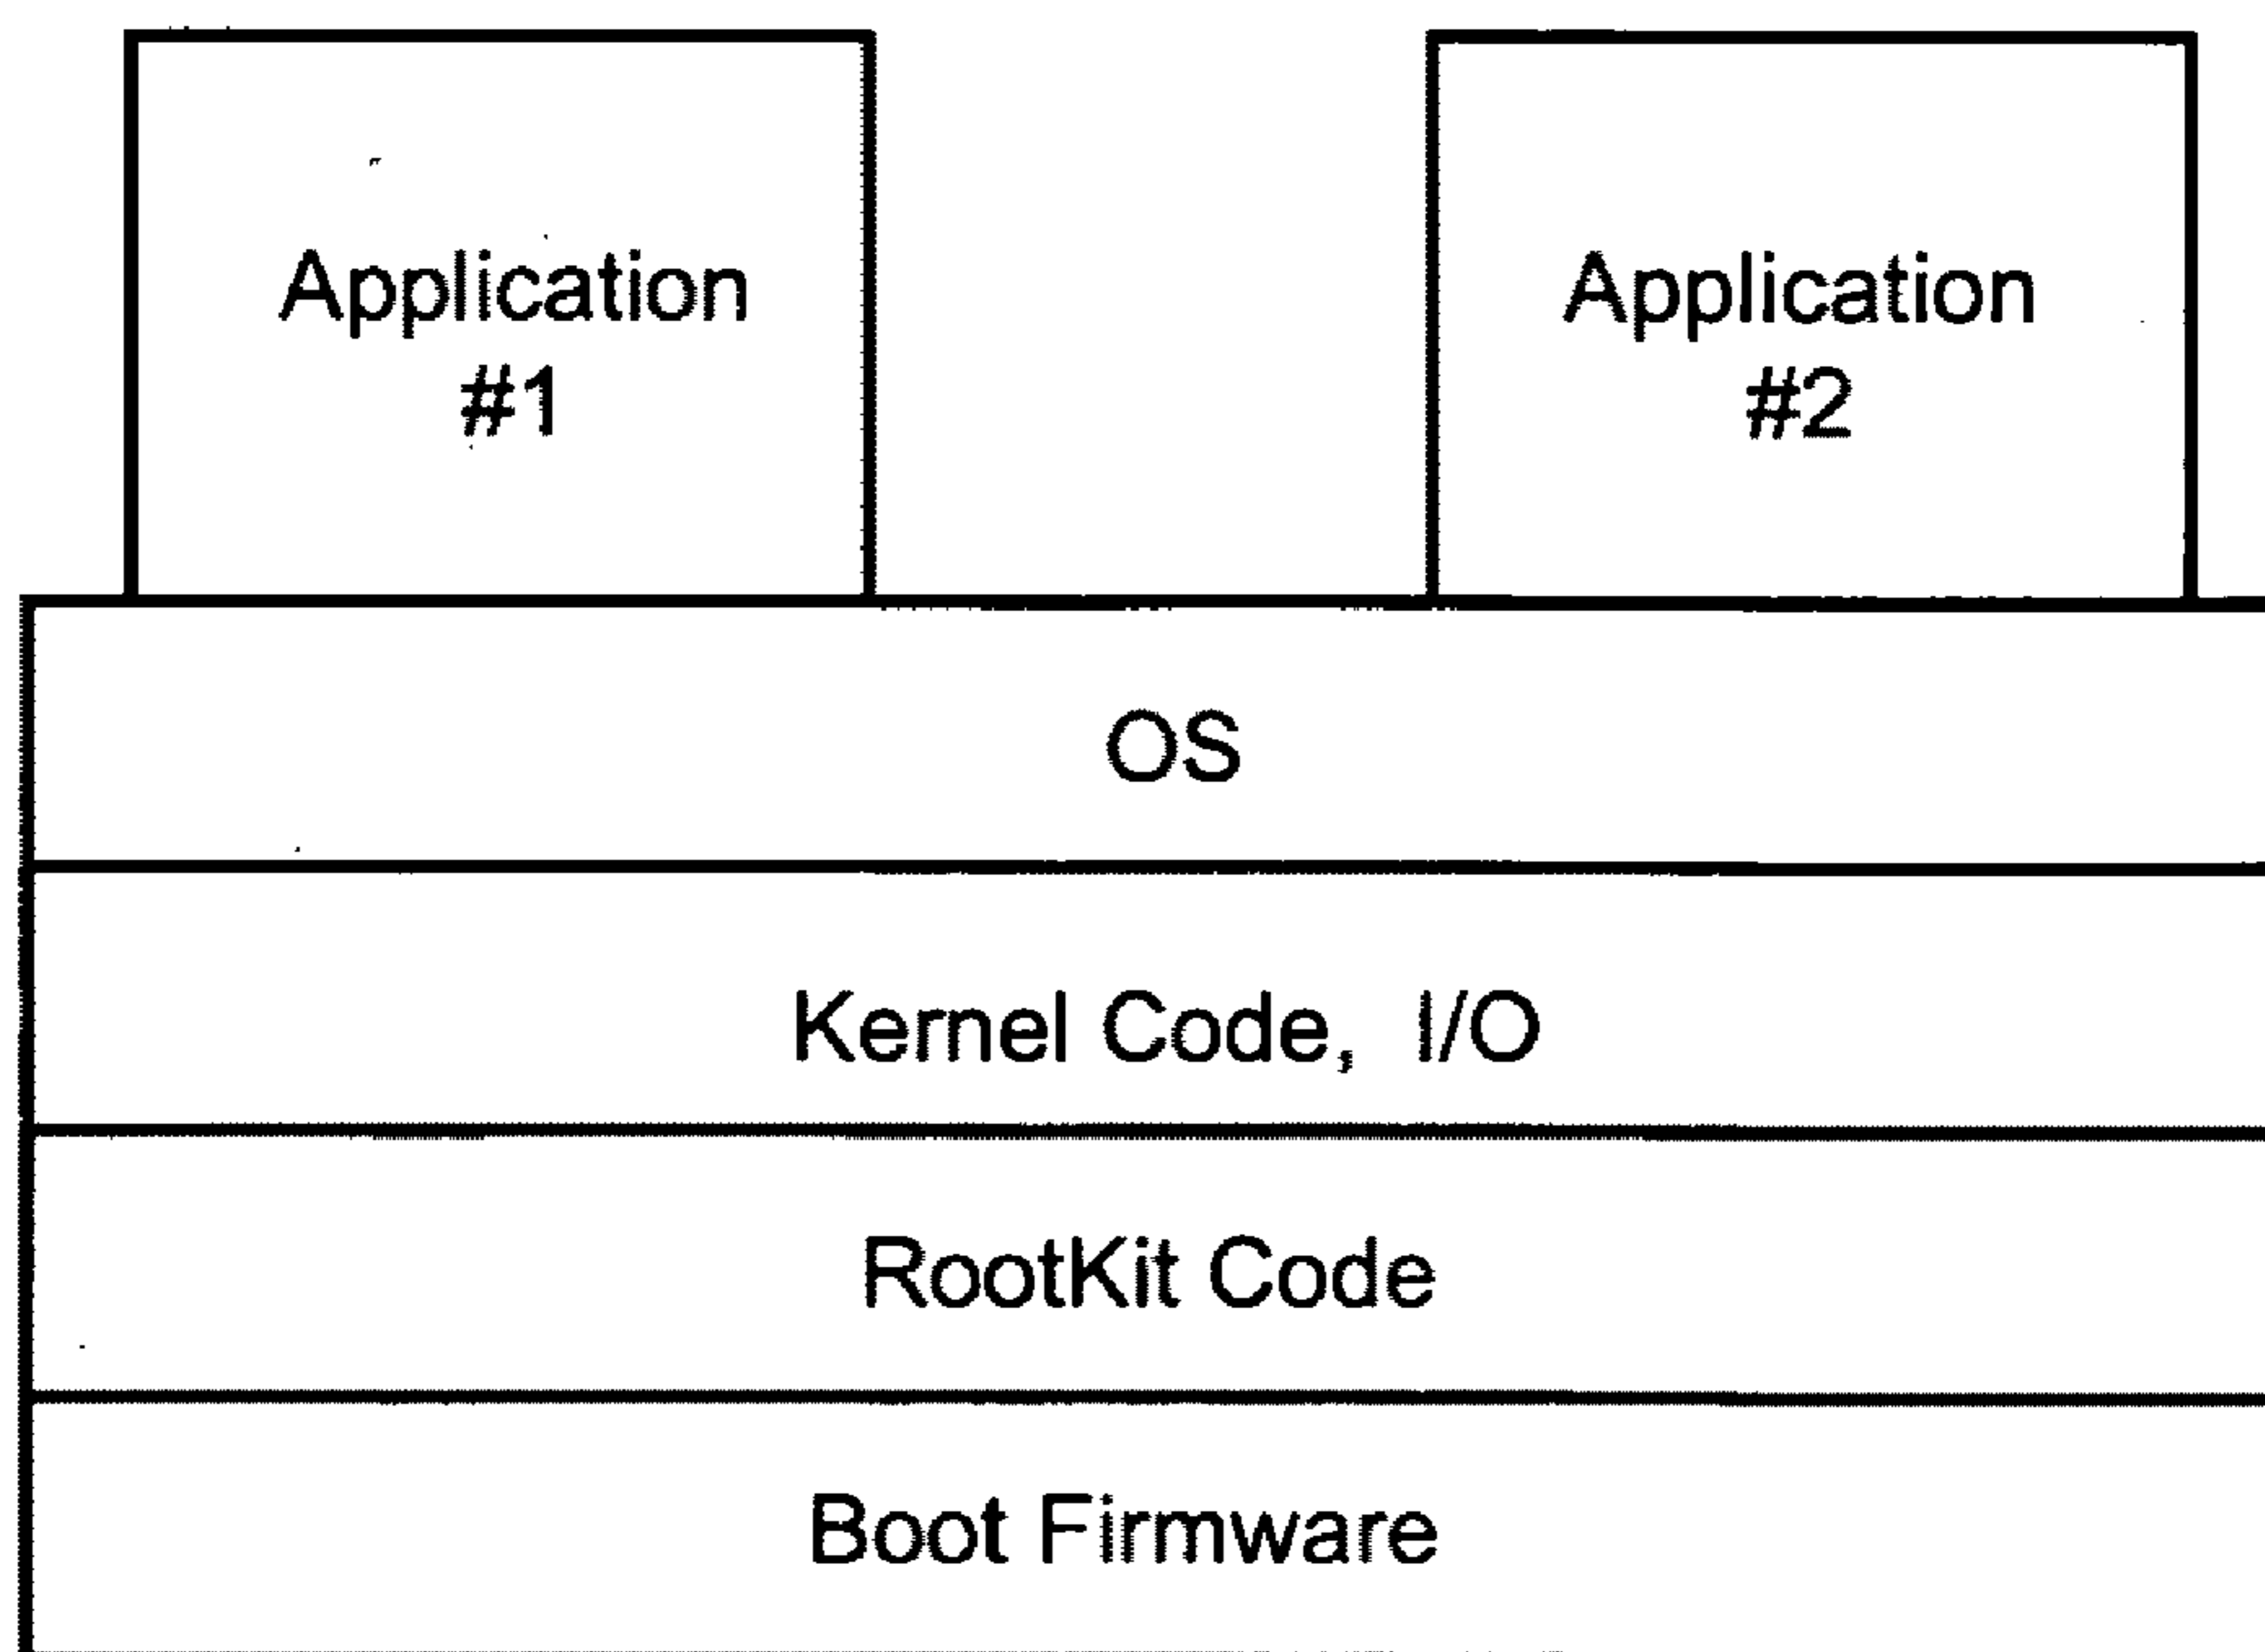 Application
#1
Application
#2
OS
Kernel Code, I/O
RootKit Code
Boot Firmware